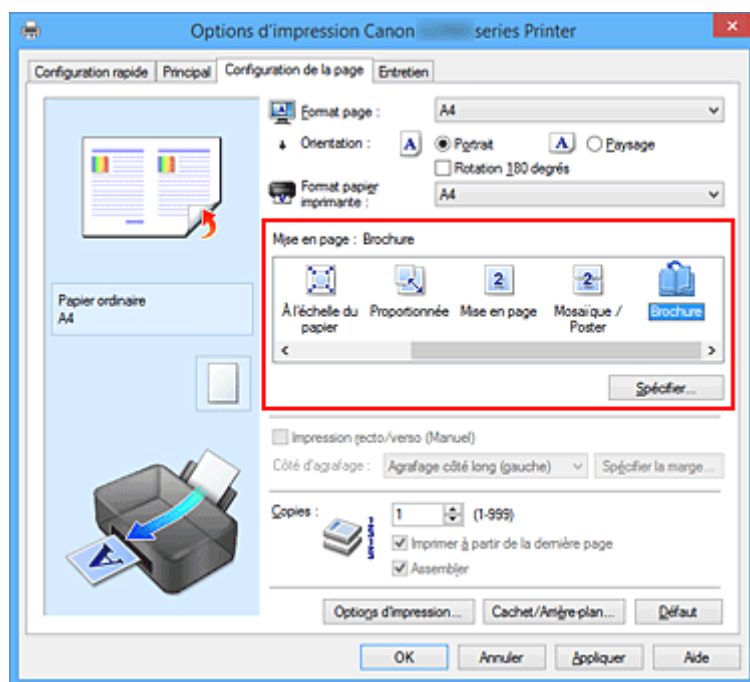 Options d'impression Canon series Printer
Configuration rapide Principal Configuration de la page Entretien
Format page : A4
Orientation : A Portrait A Paysage
Rotation 180 degrés
Format papier imprimante : A4
Mise en page : Brochure
2 2
À l'échelle du papier Proportionnée Mise en page Mosaïque / Poster Brochure
Spécifier...
Papier ordinaire
A4
Impression recto/verso (Manuel)
Côté d'agrafage : Agrafage côté long (gauche) Spécifier la marge...
Copies : 1 (1-999)
Imprimer à partir de la dernière page
Assembler
A
Options d'impression... Cachet/Arrière-plan... Défaut
OK Annuler Appliquer Aide